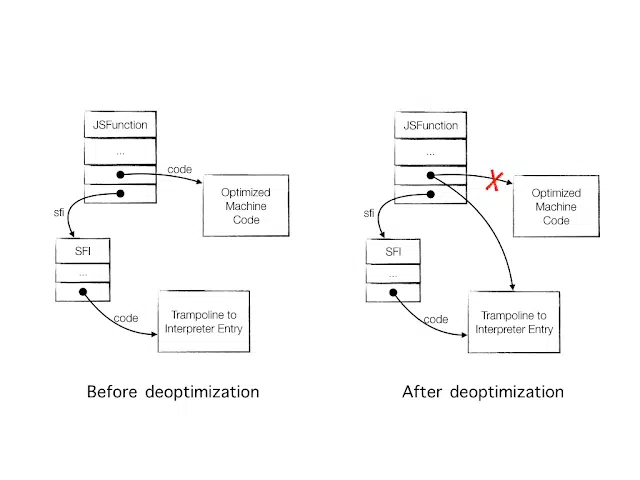 JSFunction
...
code
sfi
Optimized
Machine
Code
SFI
...
code
Trampoline to
Interpreter Entry
Before deoptimization
JSFunction
...
sfi
Optimized
Machine
Code
SFI
...
code
Trampoline to
Interpreter Entry
After deoptimization